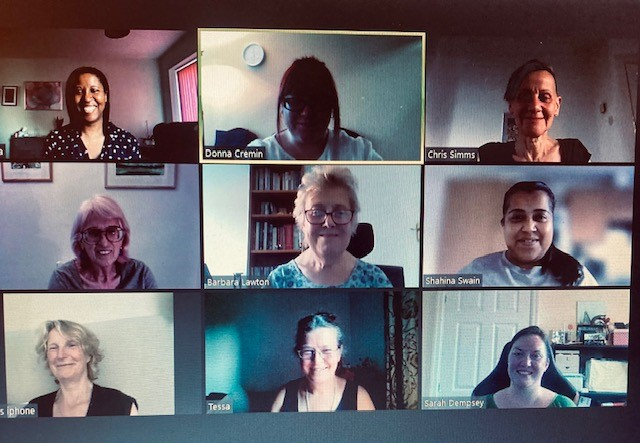 Donna Cremin
Chris Simms
Barbara Lawton
Shahina Swain
s iphone
Tessa
Sarah Dempsey